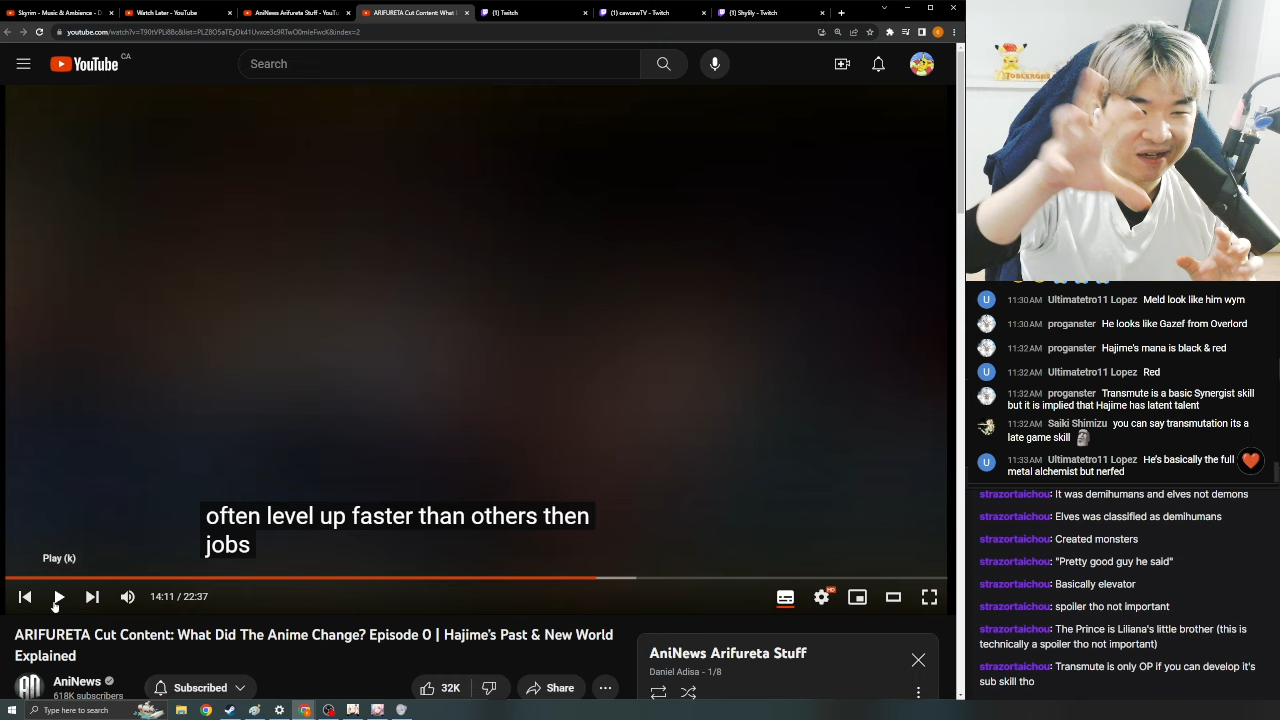 Skyrim - Music & Ambience - D
Watch Later - YouTube
AniNews Arifureta Stuff - YouTu
ARIFURETA Cut Content: What
(1) Twitch
(1) cawcawTV - Twitch
(1) Shylily - Twitch
YouTube CA
Search
TOBLERONE
often level up faster than others then
jobs
Play (k)
14:11 / 22:37
HD
ARIFURETA Cut Content: What Did The Anime Change? Episode 0 | Hajime's Past & New World
Explained
AniNews
618K subscribers
Subscribed
32K
Share
AniNews Arifureta Stuff
Daniel Adisa - 1/8
Type here to search
11:30 AM Ultimatetro11 Lopez Meld look like him wym
11:30 AM proganster He looks like Gazef from Overlord
11:32 AM proganster Hajime's mana is black & red
11:32 AM Ultimatetro11 Lopez Red
11:32 AM proganster Transmute is a basic Synergist skill
but it is implied that Hajime has latent talent
11:32 AM Saiki Shimizu you can say transmutation its a
late game skill
11:33 AM Ultimatetro11 Lopez He's basically the full
metal alchemist but nerfed
strazortaichou: It was demihumans and elves not demons
strazortaichou: Elves was classified as demihumans
strazortaichou: Created monsters
strazortaichou: "Pretty good guy he said"
strazortaichou: Basically elevator
strazortaichou: spoiler tho not important
strazortaichou: The Prince is Liliana's little brother (this is
technically a spoiler tho not important)
strazortaichou: Transmute is only OP if you can develop it's
sub skill tho